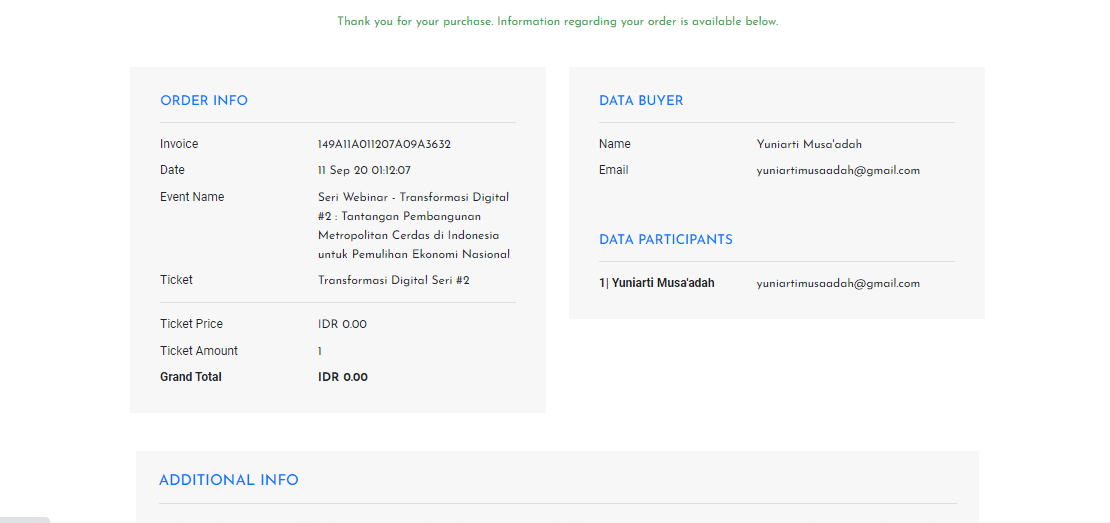 Thank you for your purchase. Information regarding your order is available below.
ORDER INFO
Invoice 149A11A011207A09A3632
Date 11 Sep 20 01:12:07
Event Name Seri Webinar - Transformasi Digital
#2 : Tantangan Pembangunan
Metropolitan Cerdas di Indonesia
untuk Pemulihan Ekonomi Nasional
Ticket Transformasi Digital Seri #2
Ticket Price IDR 0.00
Ticket Amount 1
Grand Total IDR 0.00
DATA BUYER
Name Yuniarti Musa'adah
Email yuniartimusaadah@gmail.com
DATA PARTICIPANTS
1| Yuniarti Musa'adah yuniartimusaadah@gmail.com
ADDITIONAL INFO